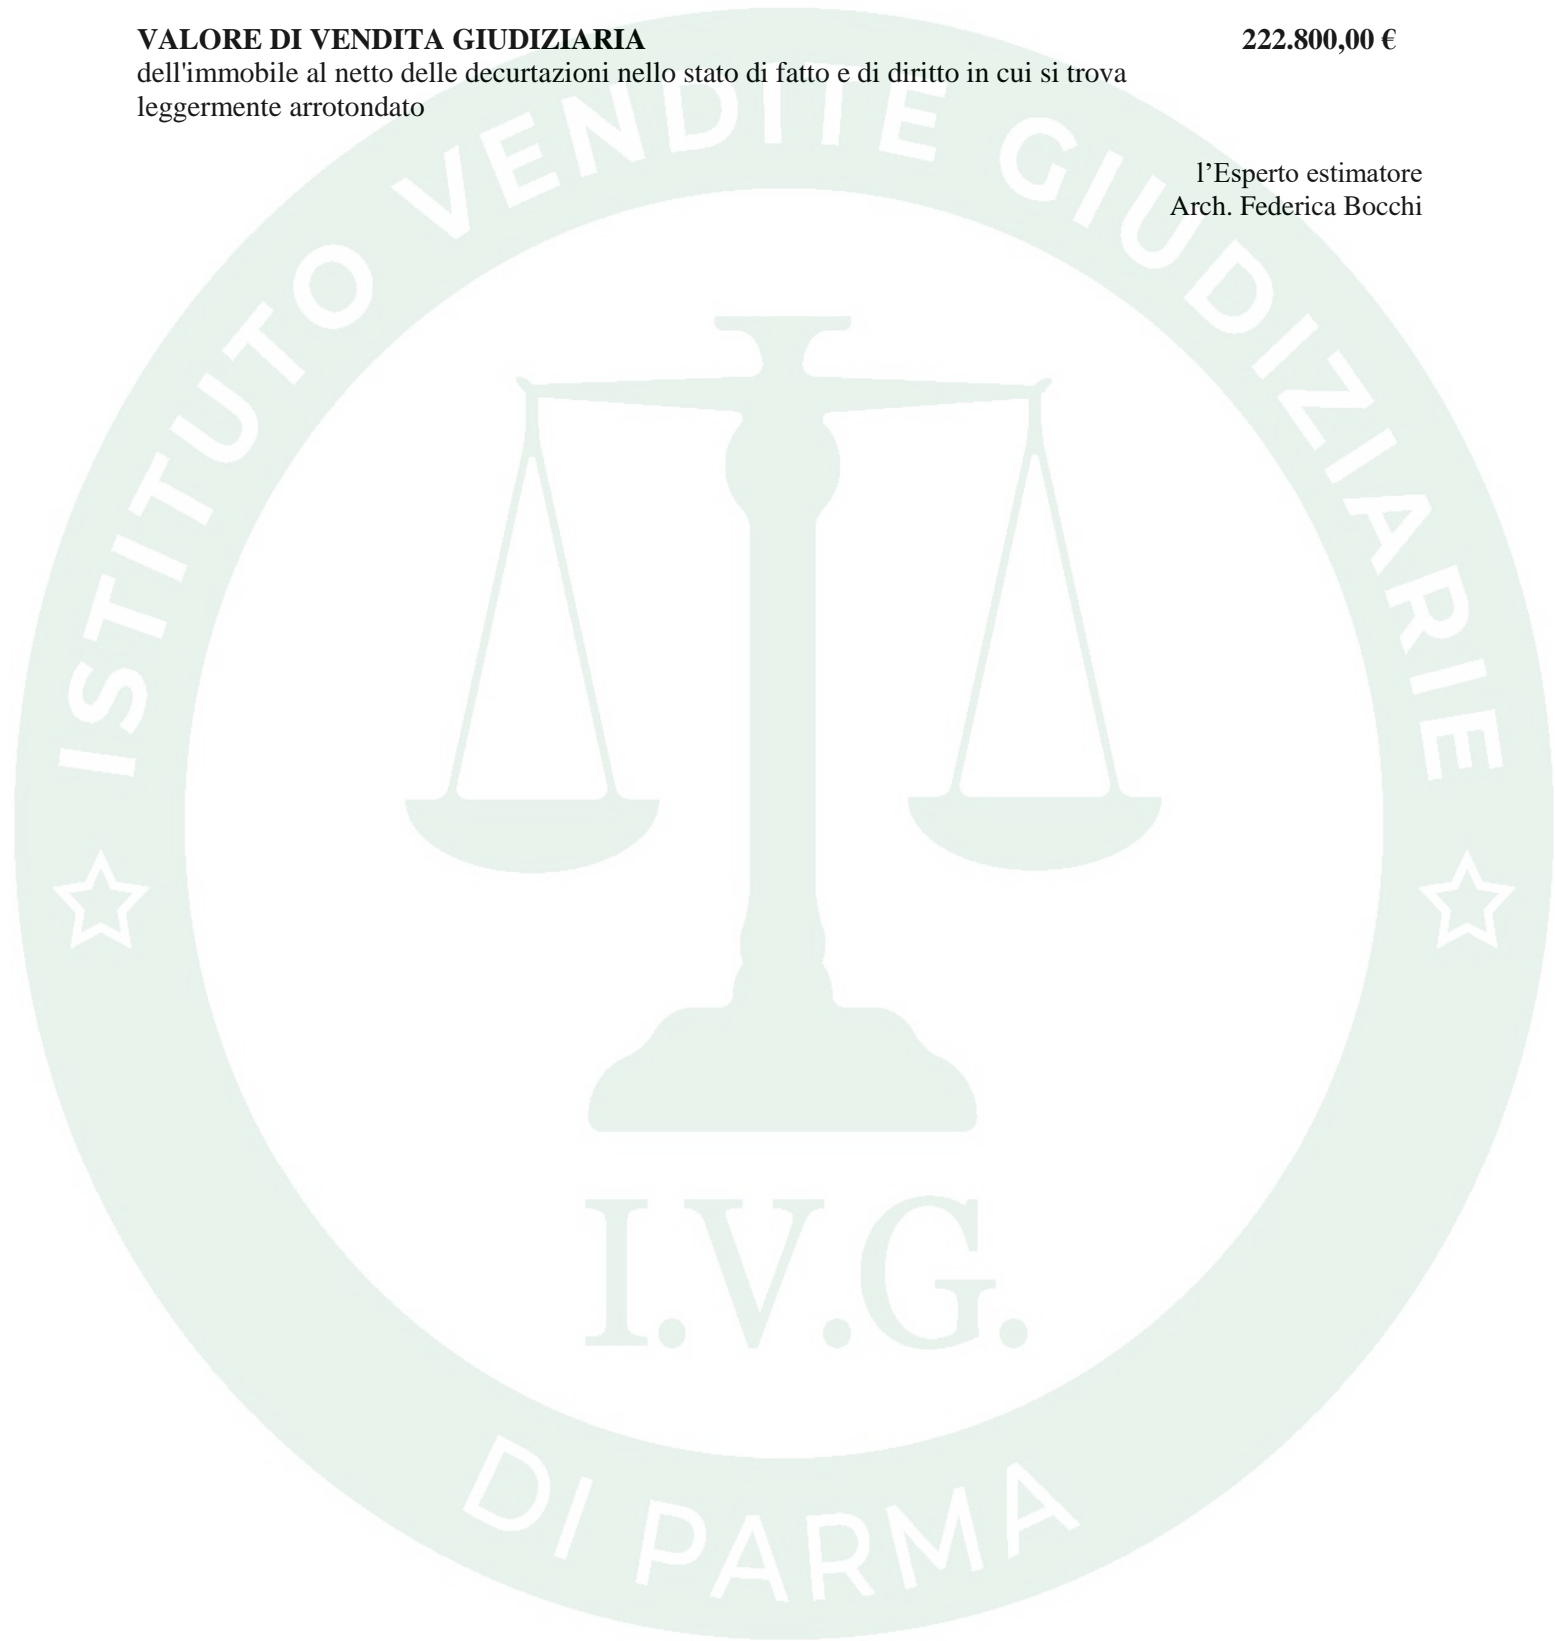 VALORE DI VENDITA GIUDIZIARIA 222.800,00 €
dell'immobile al netto delle decurtazioni nello stato di fatto e di diritto in cui si trova
leggermente arrotondato
l’Esperto estimatore
Arch. Federica Bocchi
ISTITUTO VENDITE GIUDIZIARIE
I.V.G.
DI PARMA